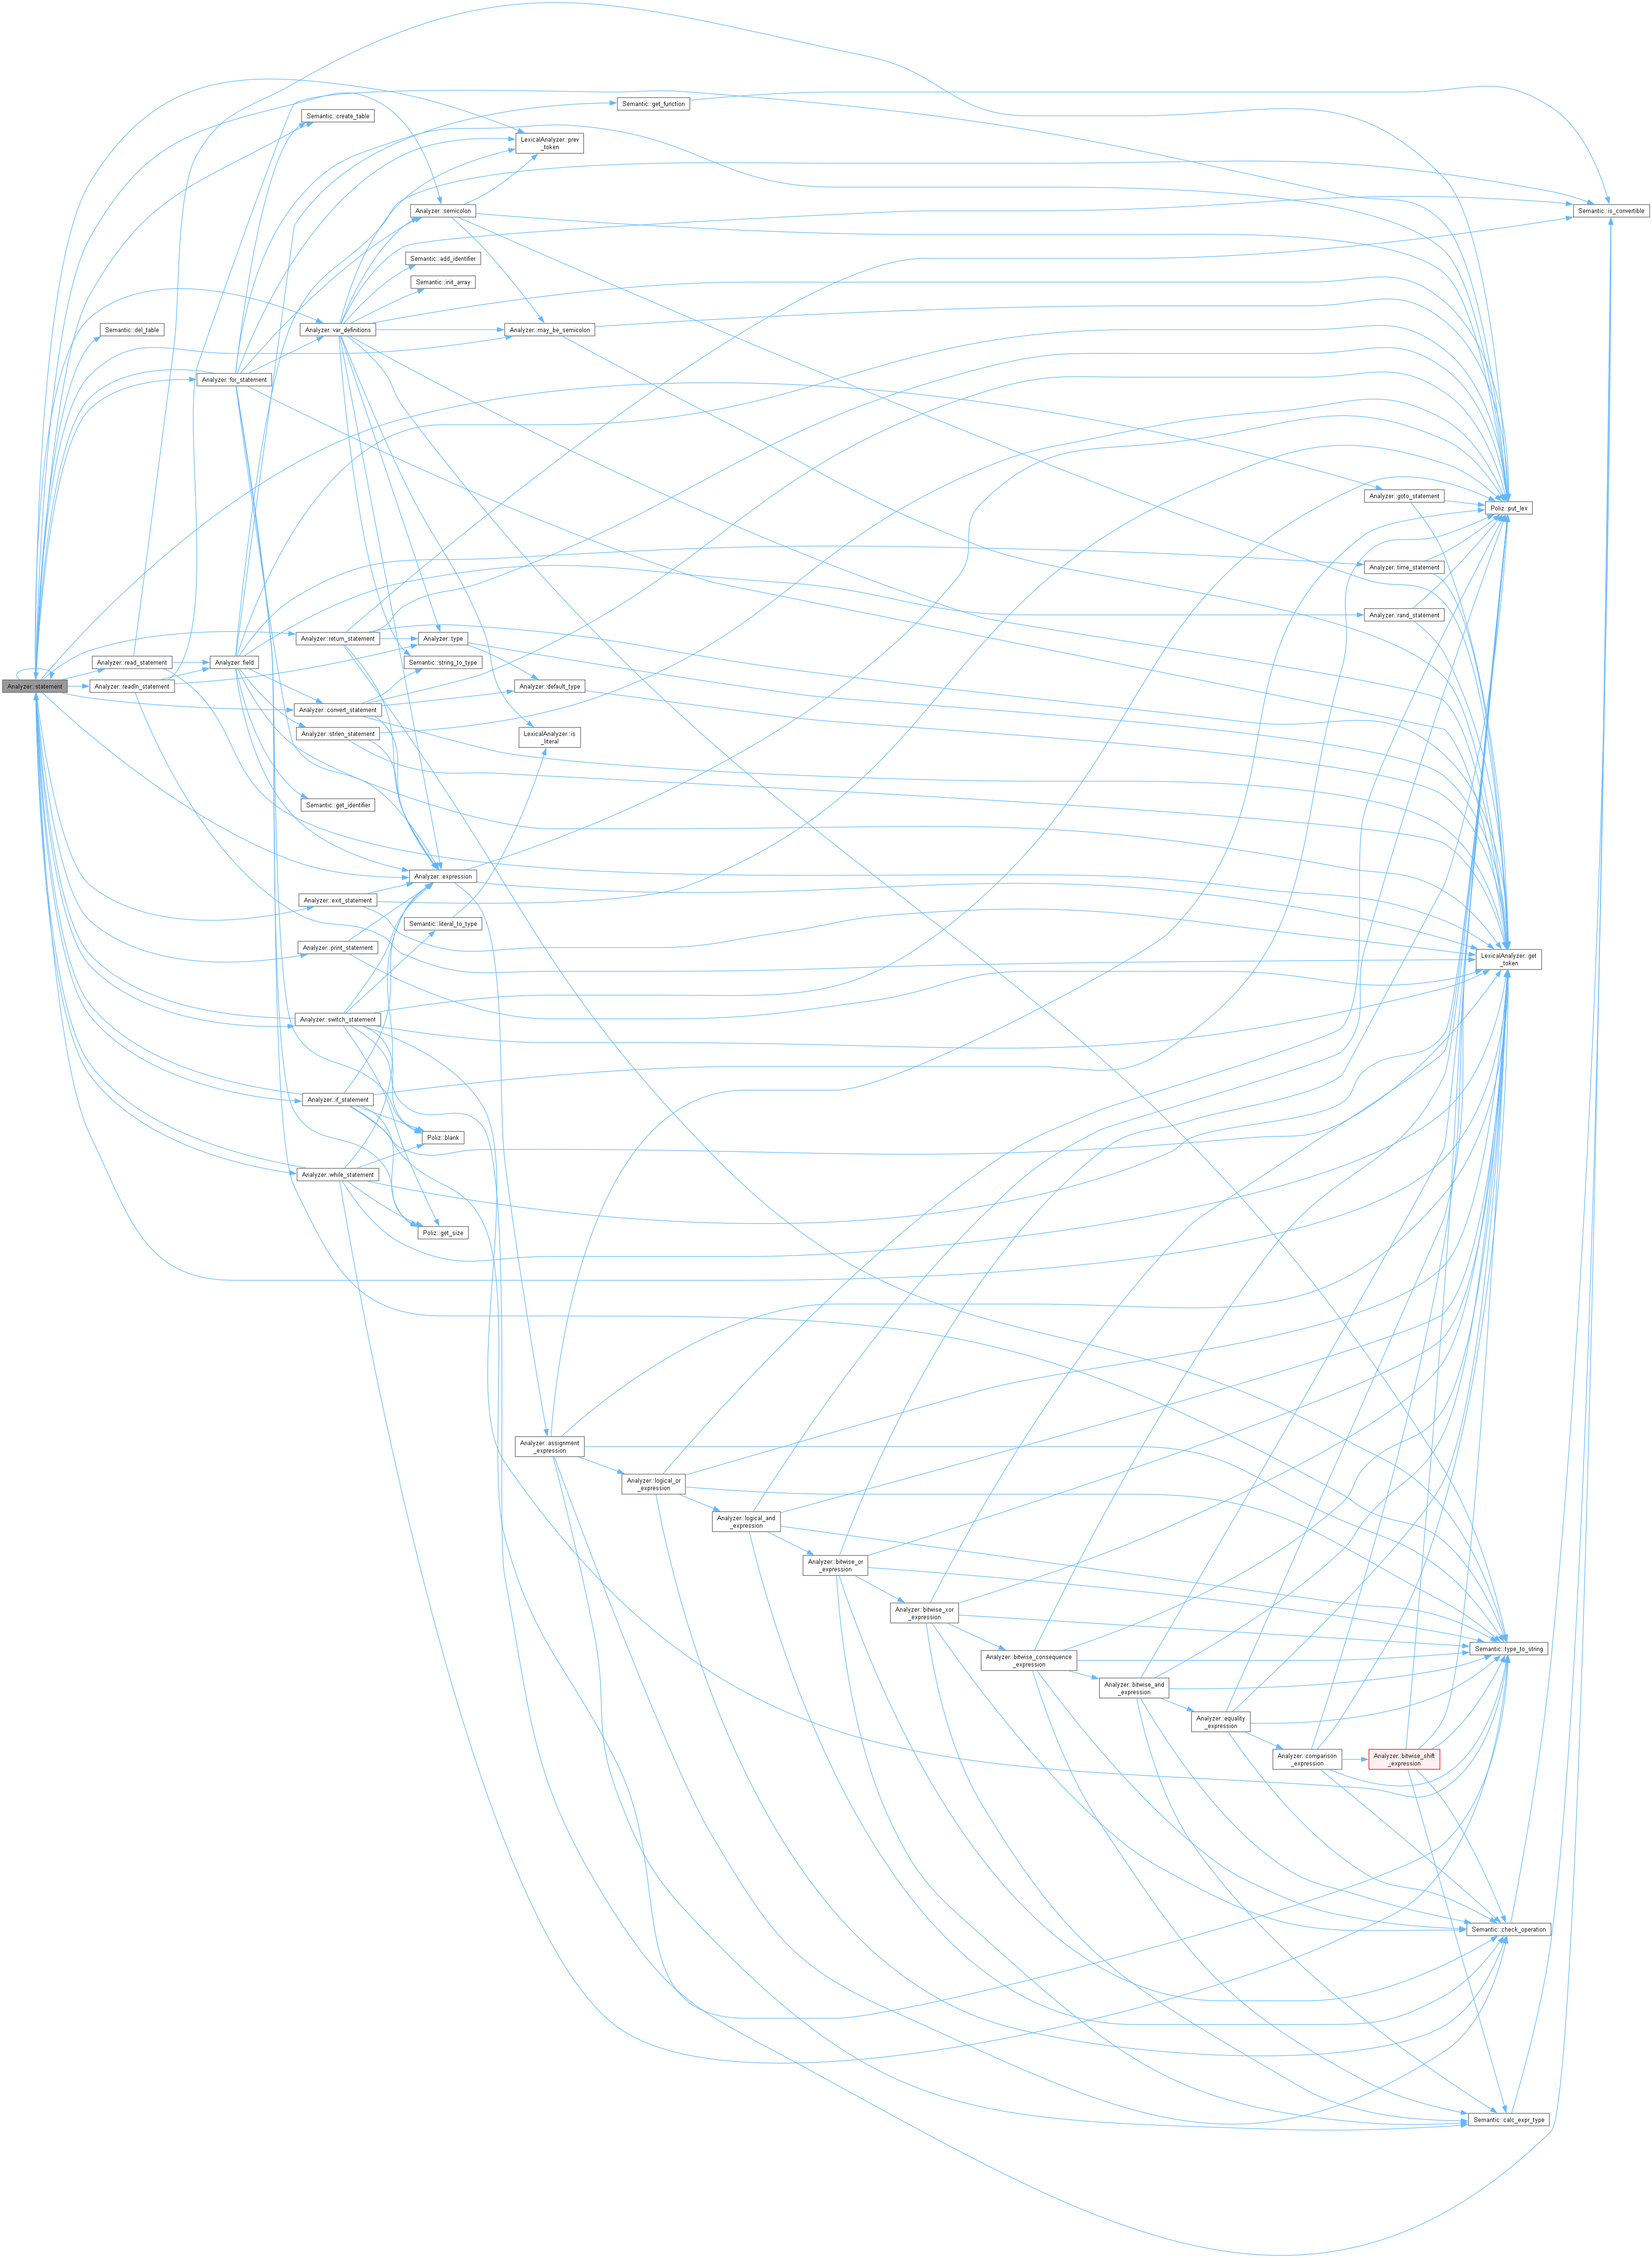 Semantic::get_function
Semantic::create_table
LexicalAnalyzer::prev
_token
Analyzer::semicolon
Semantic::is_convertible
Semantic::add_identifier
Semantic::init_array
Semantic::del_table
Analyzer::var_definitions
Analyzer::may_be_semicolon
Analyzer::for_statement
Analyzer::goto_statement
Poliz::put_lex
Analyzer::time_statement
Analyzer::rand_statement
Analyzer::return_statement
Analyzer::type
Analyzer::read_statement
Analyzer::field
Semantic::string_to_type
Analyzer::statement
Analyzer::readln_statement
Analyzer::default_type
Analyzer::convert_statement
Analyzer::strlen_statement
LexicalAnalyzer::is
_literal
Semantic::get_identifier
Analyzer::expression
Analyzer::exit_statement
Semantic::literal_to_type
Analyzer::print_statement
LexicalAnalyzer::get
_token
Analyzer::switch_statement
Analyzer::if_statement
Poliz::blank
Analyzer::while_statement
Poliz::get_size
Analyzer::assignment
_expression
Analyzer::logical_or
_expression
Analyzer::logical_and
_expression
Analyzer::bitwise_or
_expression
Analyzer::bitwise_xor
_expression
Semantic::type_to_string
Analyzer::bitwise_consequence
_expression
Analyzer::bitwise_and
_expression
Analyzer::equality
_expression
Analyzer::comparison
_expression
Analyzer::bitwise_shift
_expression
Semantic::check_operation
Semantic::calc_expr_type